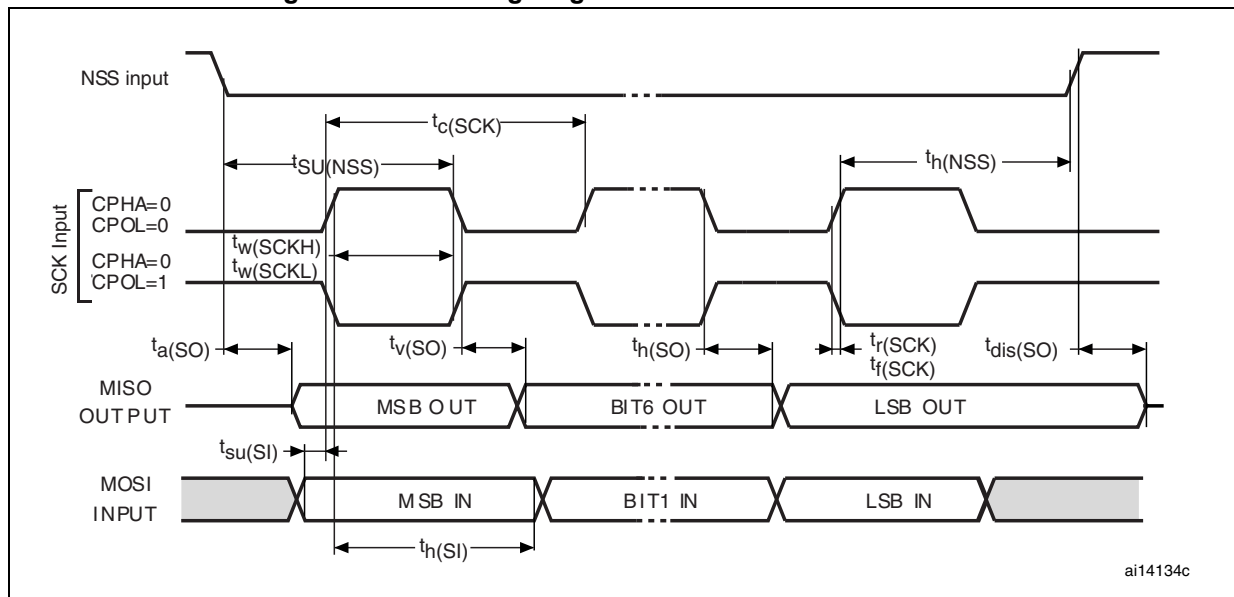 NSS input
tc(SCK)
tSU(NSS)
th(NSS)
SCK Input
CPHA=0
CPOL=0
tw(SCKH)
tw(SCKL)
CPHA=0
CPOL=1
ta(SO)
tv(SO)
th(SO)
tr(SCK)
tf(SCK)
tdis(SO)
MISO
OUTPUT
MSB OUT
BIT6 OUT
LSB OUT
tsu(SI)
MOSI
INPUT
MSB IN
BIT1 IN
LSB IN
th(SI)
ai14134c